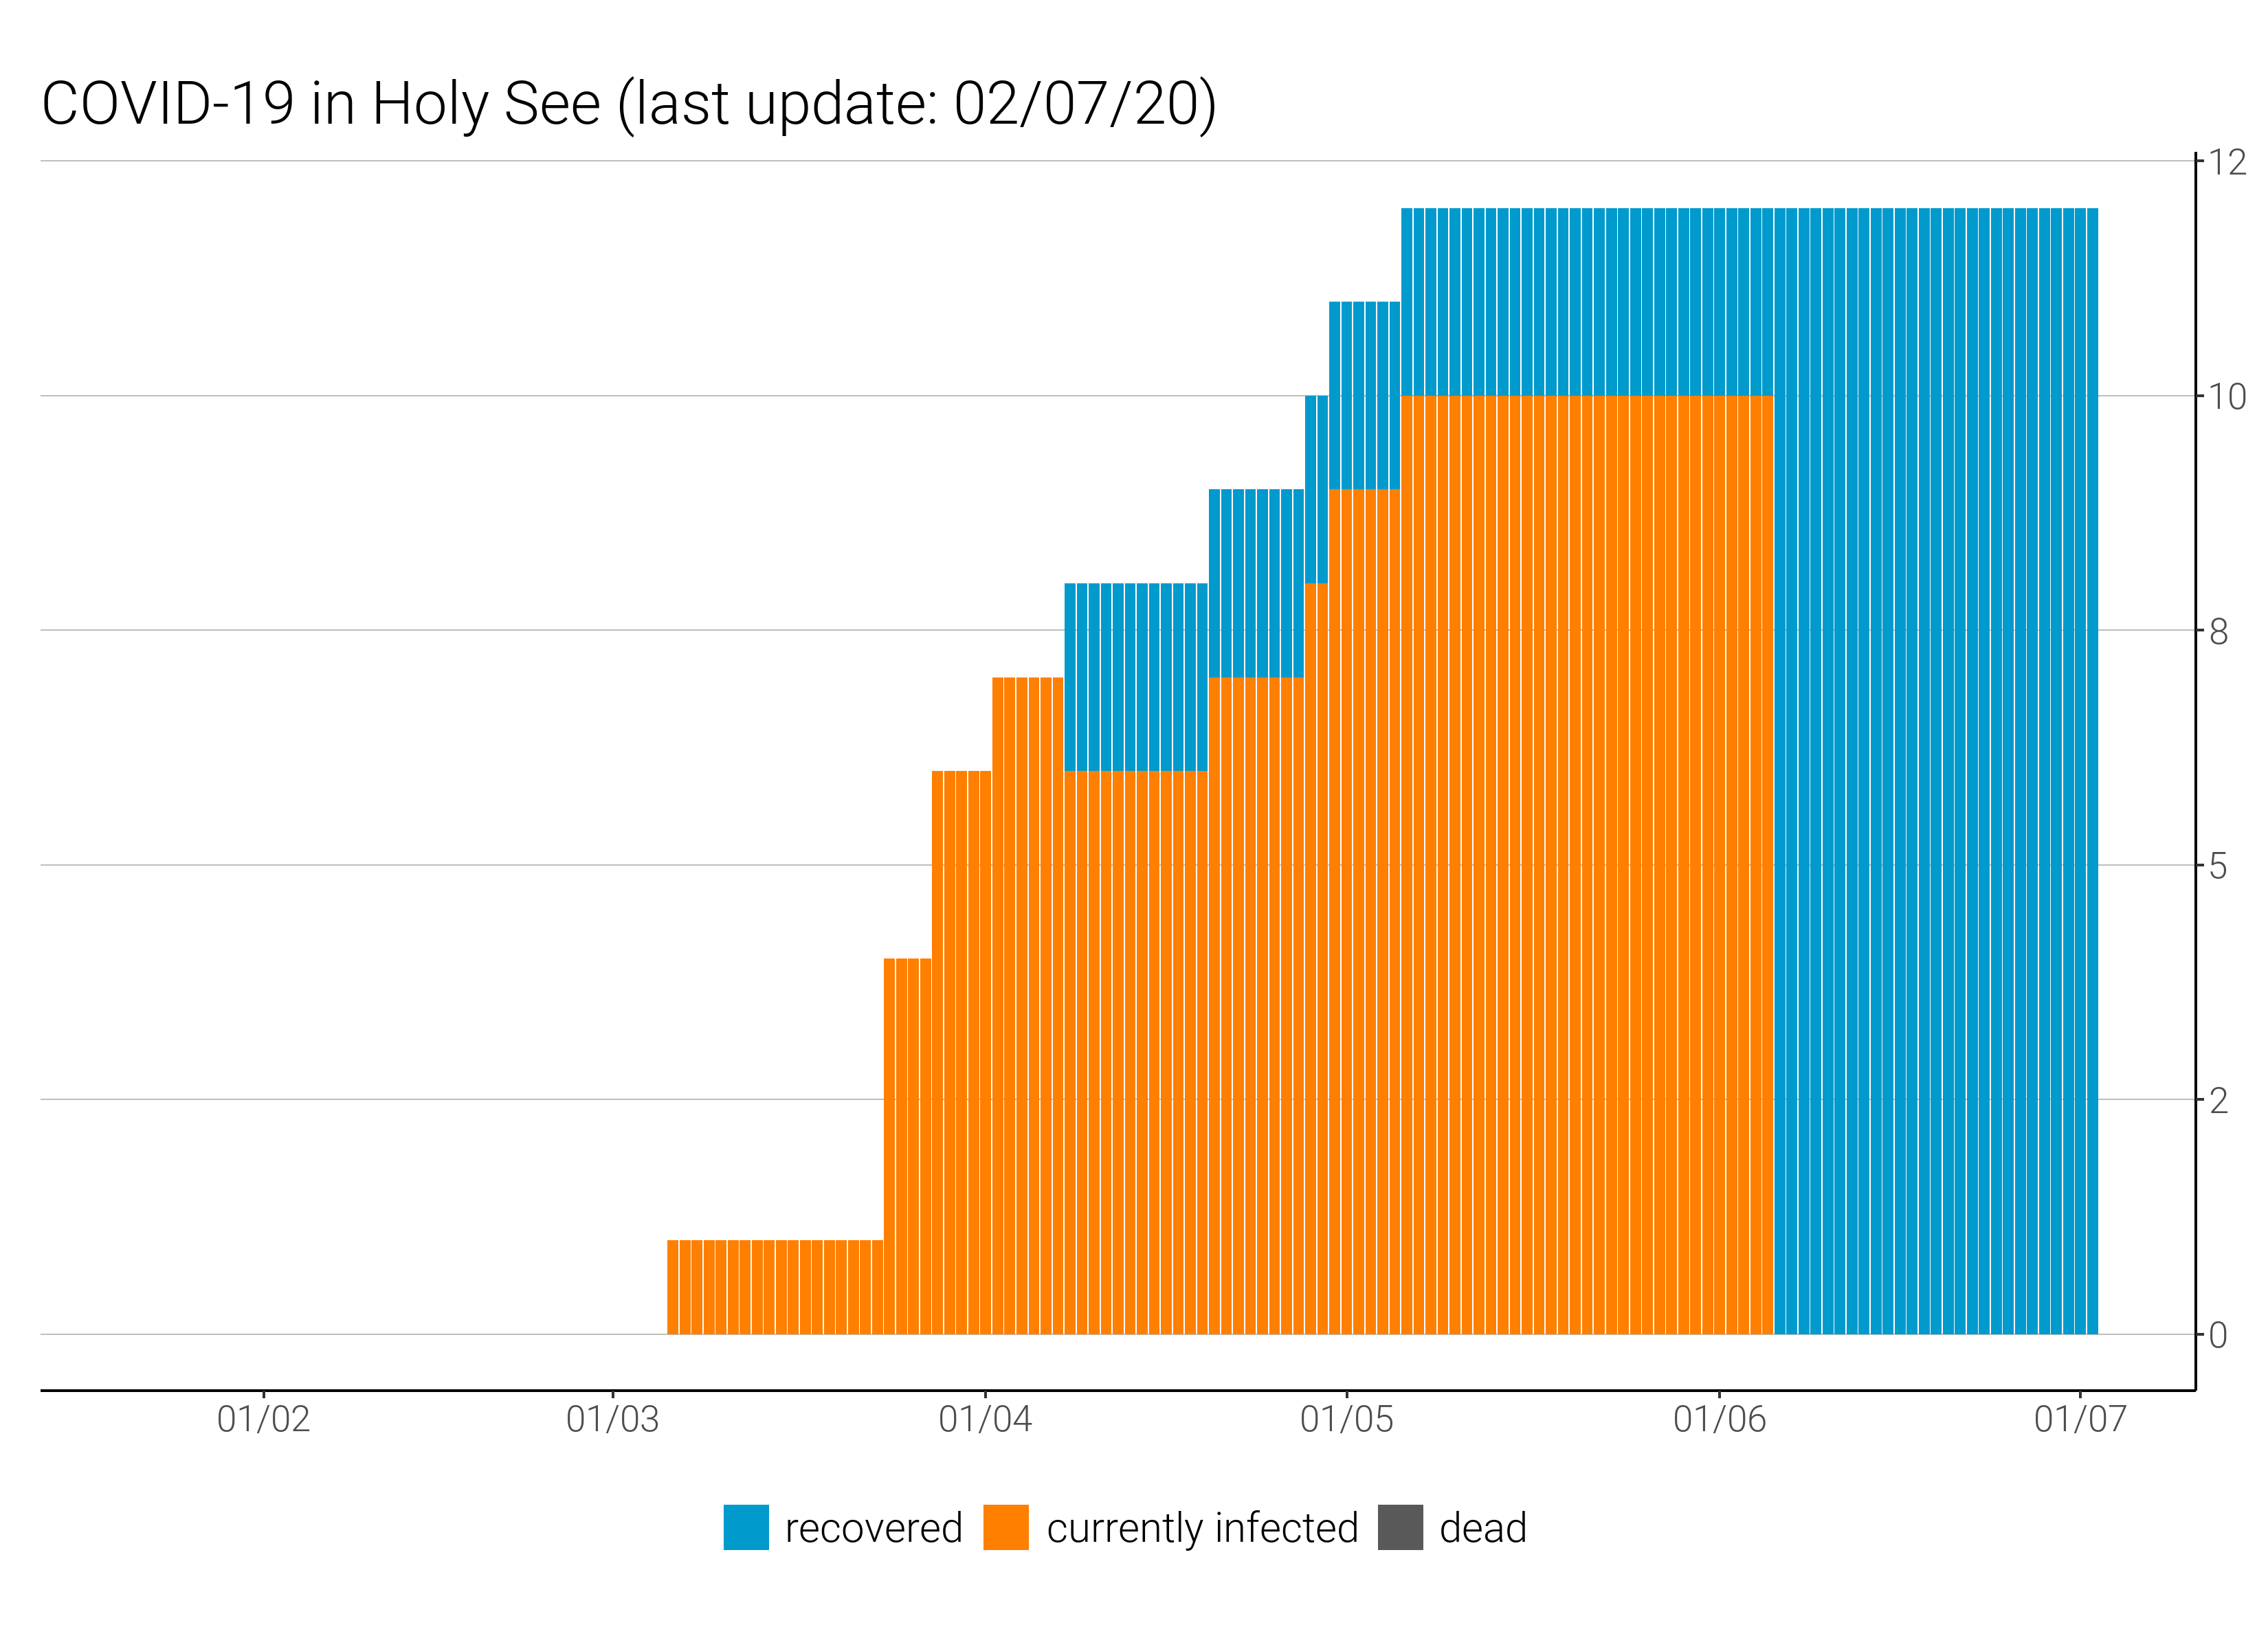 COVID-19 in Holy See (last update: 02/07/20)
12
10
8
5
2
0
01/02 01/03 01/04 01/05 01/06 01/07
recovered currently infected dead